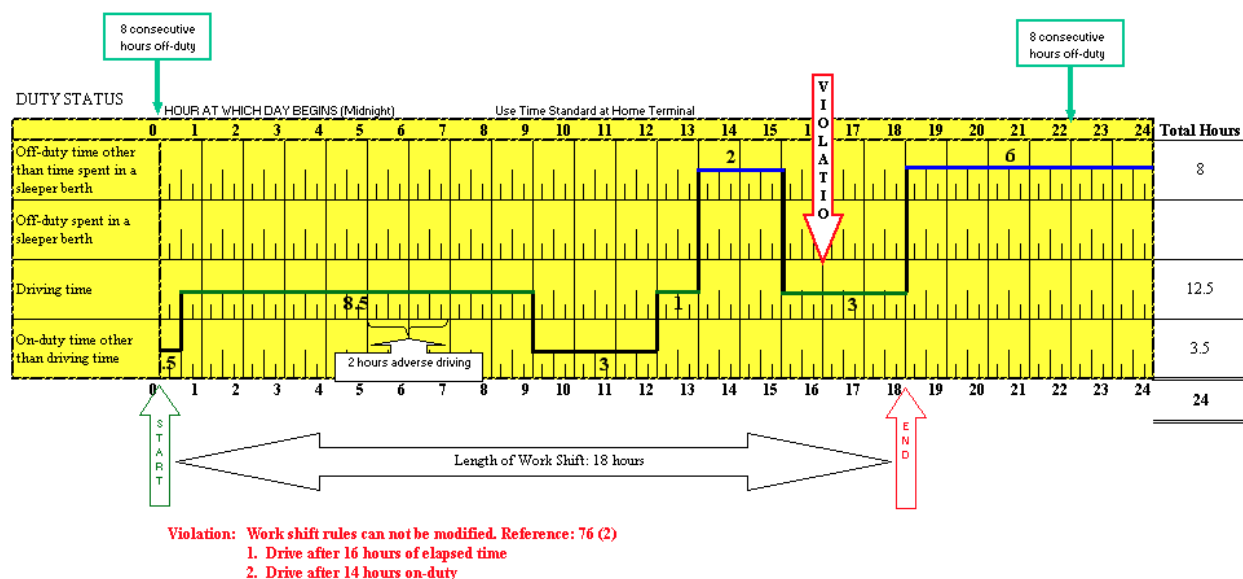 8 consecutive
hours off-duty
8 consecutive
hours off-duty
DUTY STATUS
HOUR AT WHICH DAY BEGINS (Midnight)
Use Time Standard at Home Terminal
VIOLATIO
0 1 2 3 4 5 6 7 8 9 10 11 12 13 14 15 16 17 18 19 20 21 22 23 24 Total Hours
Off-duty time other
than time spent in a
sleeper berth
2
6
8
Off-duty spent in a
sleeper berth
Driving time
8.5
1
3
12.5
On-duty time other
than driving time
.5
2 hours adverse driving
3
3.5
0 1 2 3 4 5 6 7 8 9 10 11 12 13 14 15 16 17 18 19 20 21 22 23 24
24
START
Length of Work Shift: 18 hours
END
Violation: Work shift rules can not be modified. Reference: 76 (2)
1. Drive after 16 hours of elapsed time
2. Drive after 14 hours on-duty